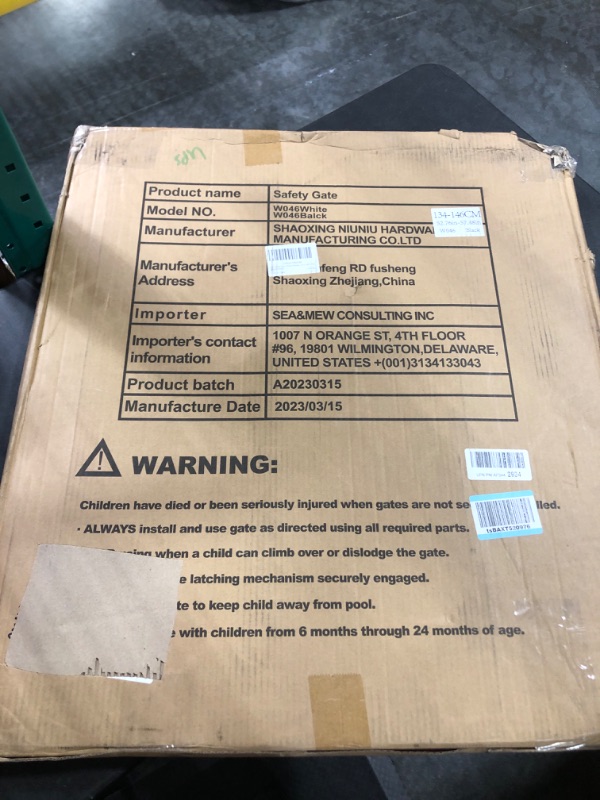 Product name Safety Gate
Model NO. W046White
W046Balck
134-146CM
White Black
Manufacturer SHAOXING NIUNIU HARDWA
MANUFACTURING CO.LTD
Manufacturer's Address
feng RD fusheng
Shaoxing Zhejiang,China
Importer SEA&MEW CONSULTING INC
Importer's contact information
1007 N ORANGE ST, 4TH FLOOR
#96, 19801 WILMINGTON,DELAWARE,
UNITED STATES +(001)3134133043
Product batch A20230315
Manufacture Date 2023/03/15
WARNING:
Children have died or been seriously injured when gates are not se lled.
· ALWAYS install and use gate as directed using all required parts.
when a child can climb over or dislodge the gate.
e latching mechanism securely engaged.
te to keep child away from pool.
with children from 6 months through 24 months of age.